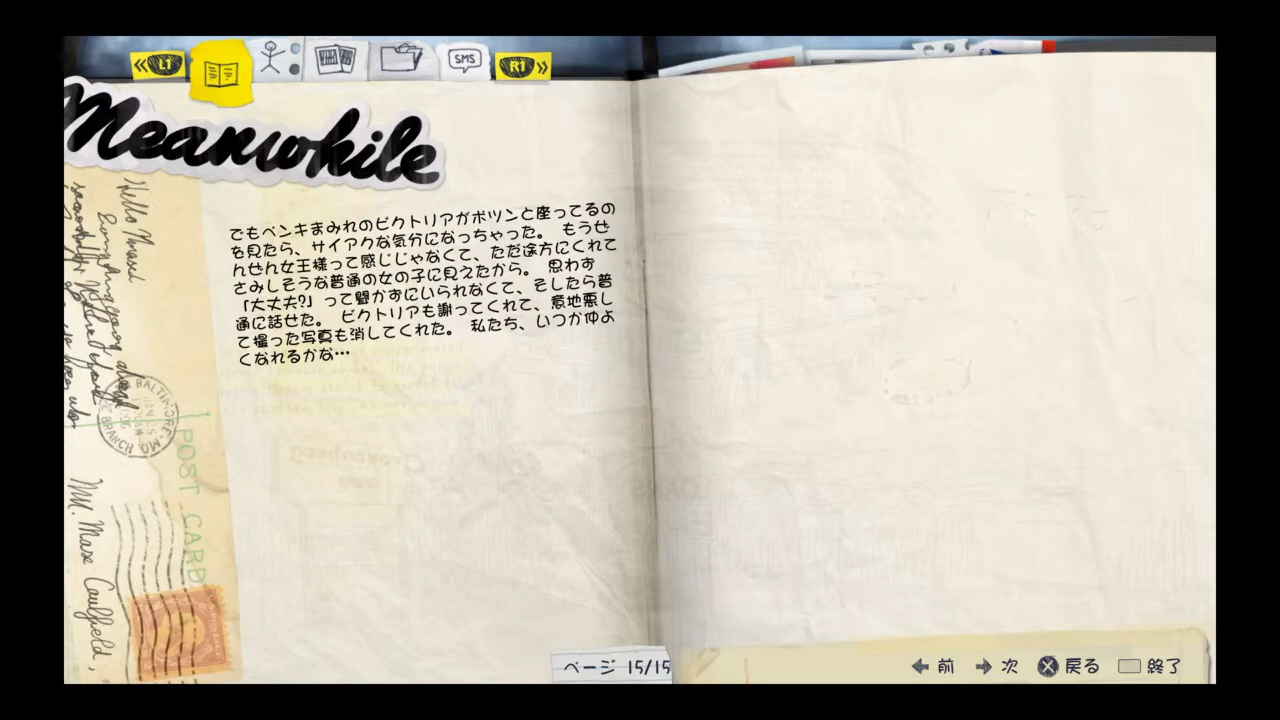 LT
SMS
R1
Meanwhile
でもペンキまみれのビクトリアがポツンと座ってるの
を見たら、サイアクな気分になっちゃった。 もうぜ
んぜん女王様って感じじゃなくて、ただ途方にくれて
さみしそうな普通の女の子に見えたから。 思わず
「大丈夫?」って聞かずにいられなくて、そしたら普
通に話せた。 ビクトリアも謝ってくれて、意地悪し
て撮った写真も消してくれた。 私たち、いつか仲よ
くなれるかな…
Hello
BALTIMORE. MD
BRANCH
POST CARD
Max Caulfield,
ページ 15/15
前 次 戻る 終了